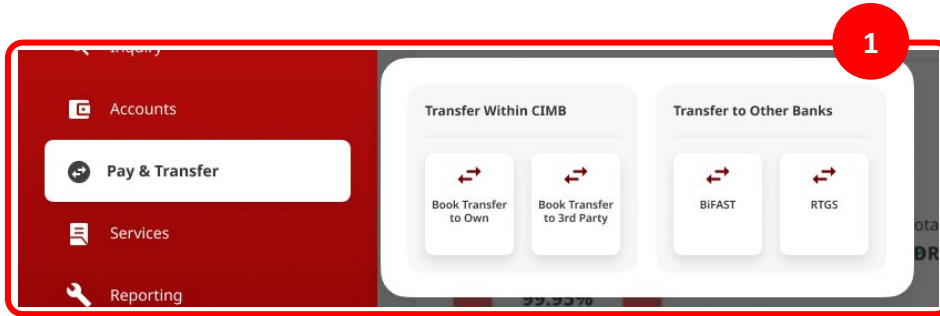 1
Inquiry
Accounts
Pay & Transfer
Services
Reporting
Transfer Within CIMB
Book Transfer
to Own
Book Transfer
to 3rd Party
Transfer to Other Banks
BiFAST
RTGS
99.95%